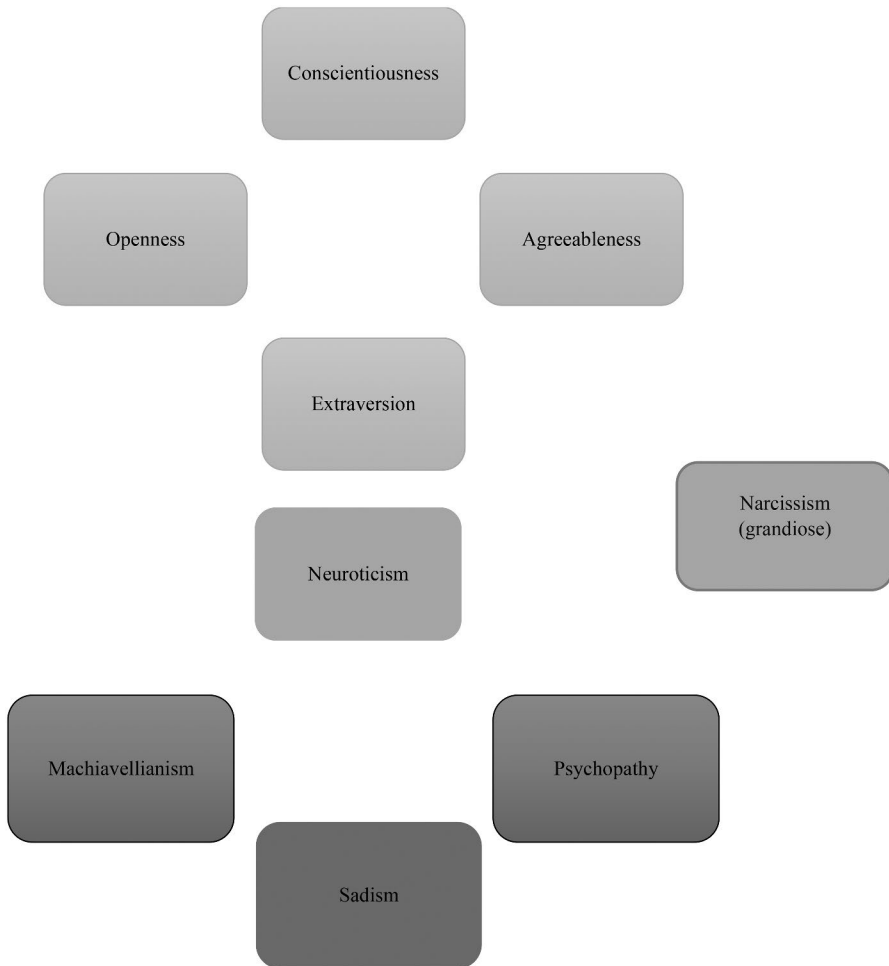 Conscientiousness
Openness
Agreeableness
Extraversion
Narcissism
(grandiose)
Neuroticism
Machiavellianism
Psychopathy
Sadism